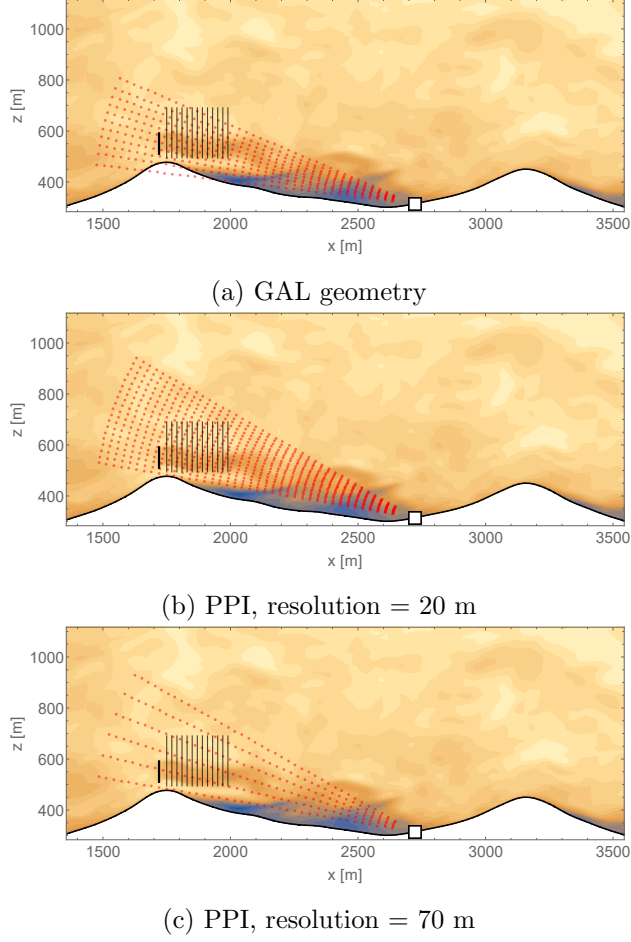 1000
800
600
400
z [m]
1500 2000 2500 3000 3500
x [m]
(a) GAL geometry
1000
800
600
400
z [m]
1500 2000 2500 3000 3500
x [m]
(b) PPI, resolution = 20 m
1000
800
600
400
z [m]
1500 2000 2500 3000 3500
x [m]
(c) PPI, resolution = 70 m